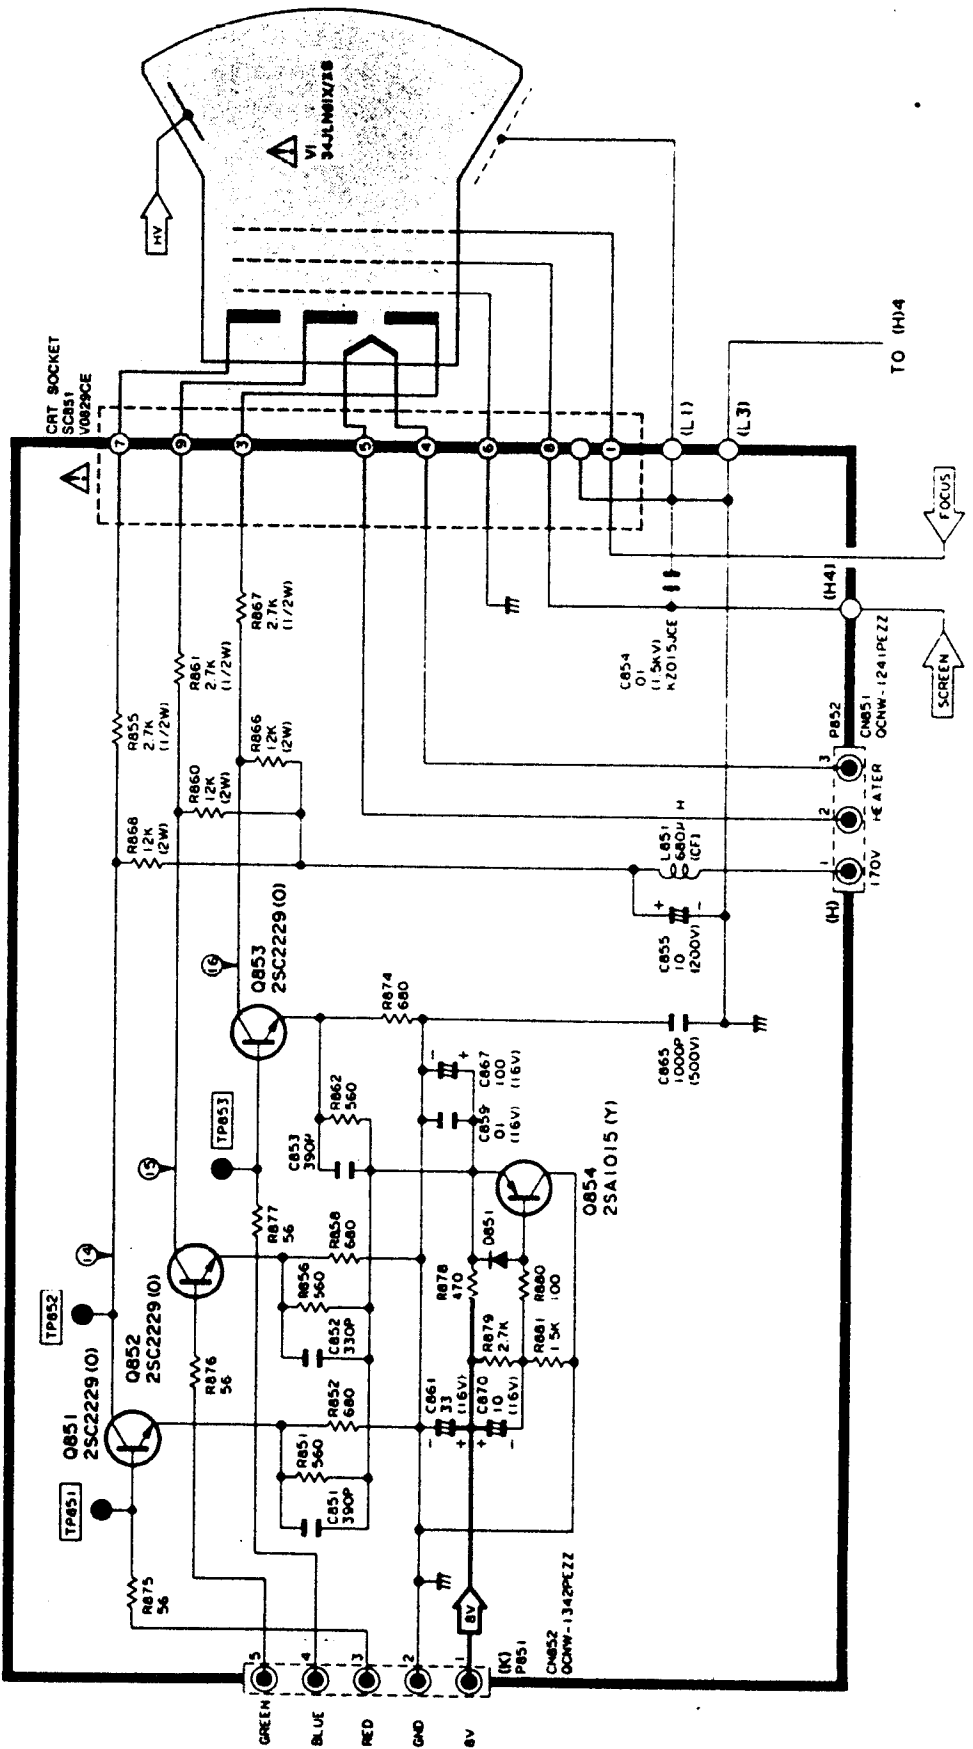 HV
V1
34JLN61X/38
CRT SOCKET
SC851
V0829CE
7
9
3
5
4
6
8
1
(L1)
(L3)
TO (H)4
FOCUS
(H4)
SCREEN
R867
2.7K
(1/2W)
R861
2.7K
(1/2W)
R855
2.7K
(1/2W)
R866
12K
(2W)
R860
12K
(2W)
R868
12K
(2W)
C854
01
(1.5KV)
KZ015JCE
P852
CN851
QCNW-1241PEZZ
3
2
1
HEATER
170V
(H)
L851
680μH
(CF)
+
-
C855
10
(200V)
16
Q853
2SC2229(O)
R874
680
C865
1000P
(500V)
-
+
C867
100
(16V)
C859
01
(16V)
R862
560
C853
390P
TP853
15
R877
56
Q854
2SA1015(Y)
D851
R858
680
R878
470
R880
100
14
TP852
Q852
2SC2229(O)
R856
560
C852
330P
R876
56
R879
2.7K
R881
1.5K
R852
680
C861
33
(16V)
C870
10
(16V)
-
+
+
-
Q851
2SC2229(O)
R851
560
C851
390P
TP851
R875
56
8V
5
4
3
2
1
(K)
P851
CN852
QCNW-1342PEZZ
GREEN
BLUE
RED
GND
8V